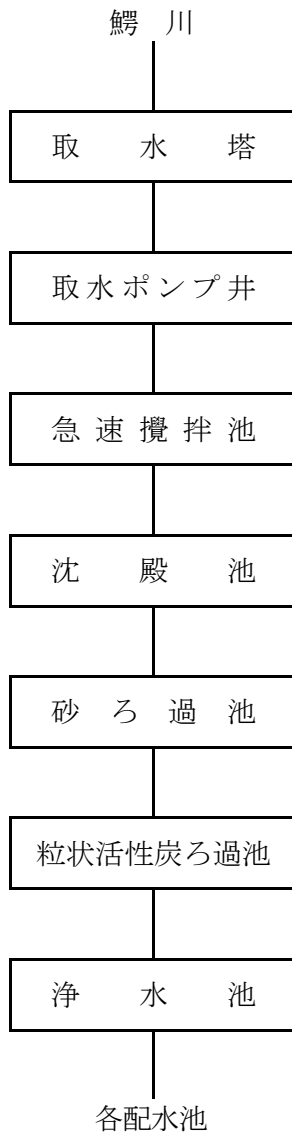 鰐川
取水塔
取水ポンプ井
急速攪拌池
沈殿池
砂ろ過池
粒状活性炭ろ過池
浄水池
各配水池